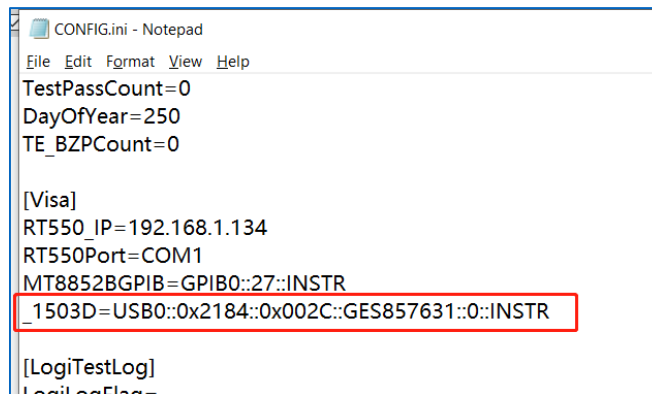 CONFIG.ini - Notepad
File Edit Format View Help
TestPassCount=0
DayOfYear=250
TE_BZPCount=0
[Visa]
RT550_IP=192.168.1.134
RT550Port=COM1
MT8852BGPIB=GPIB0::27::INSTR
_1503D=USB0::0x2184::0x002C::GES857631::0::INSTR
[LogiTestLog]
LogiLogFlag=